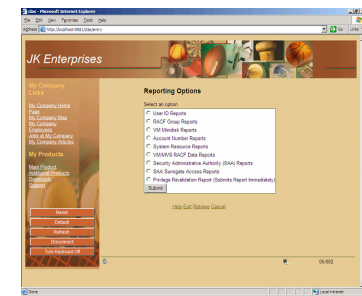 clas - Microsoft Internet Explorer
File Edit View Favorites Tools Help
Address http://localhost:8081/clas/entry Go Links
JK Enterprises
My Company
Links
My Company Home
Page
My Company Map
My Company
Employees
Jobs at My Company
My Company Articles
My Products
Main Product
Additional Products
Downloads
Support
Reset
Default
Refresh
Disconnect
Turn Keyboard Off
Reporting Options
Select an option
User ID Reports
RACF Group Reports
VM Minidisk Reports
Account Number Reports
System Resource Reports
VM/MVS RACF Data Reports
Security Administrative Authority (SAA) Reports
SAA Surrogate Access Reports
Privilege Revalidation Report (Submits Report Immediately)
Submit
Help Exit Retrieve Cancel
05/002
Done
Local intranet